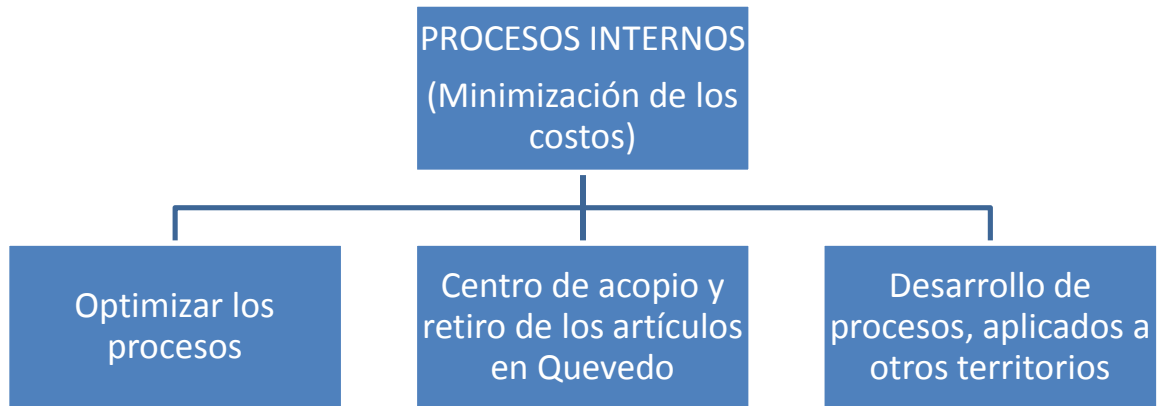 PROCESOS INTERNOS
(Minimización de los
costos)
Optimizar los
procesos
Centro de acopio y
retiro de los artículos
en Quevedo
Desarrollo de
procesos, aplicados a
otros territorios